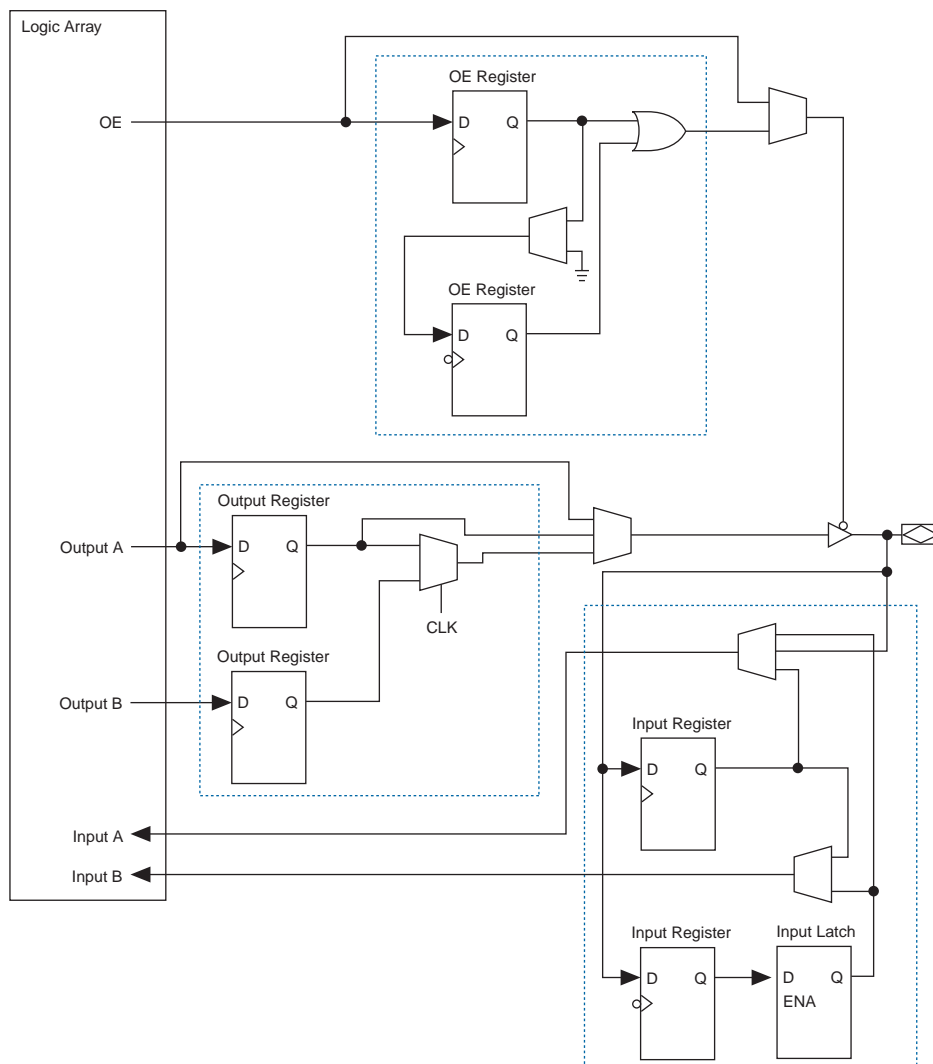 Logic Array
OE Register
OE
D Q
OE Register
D Q
Output Register
Output A
D Q
CLK
Output Register
Output B
D Q
Input Register
D Q
Input A
Input B
Input Register
Input Latch
D Q
D Q
ENA